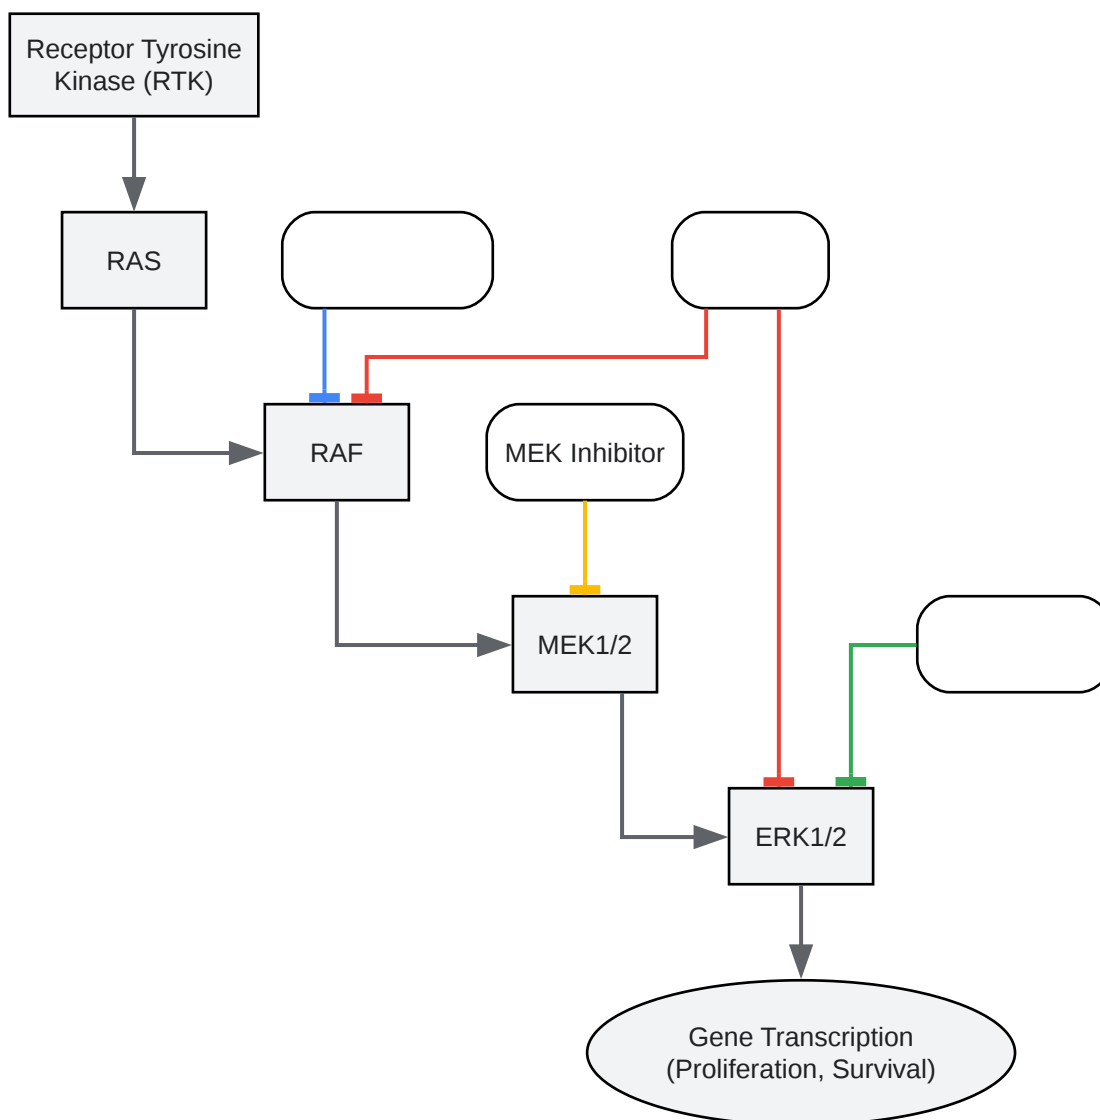 Receptor Tyrosine
Kinase (RTK)
RAS
RAF
MEK Inhibitor
MEK1/2
ERK1/2
Gene Transcription
(Proliferation, Survival)